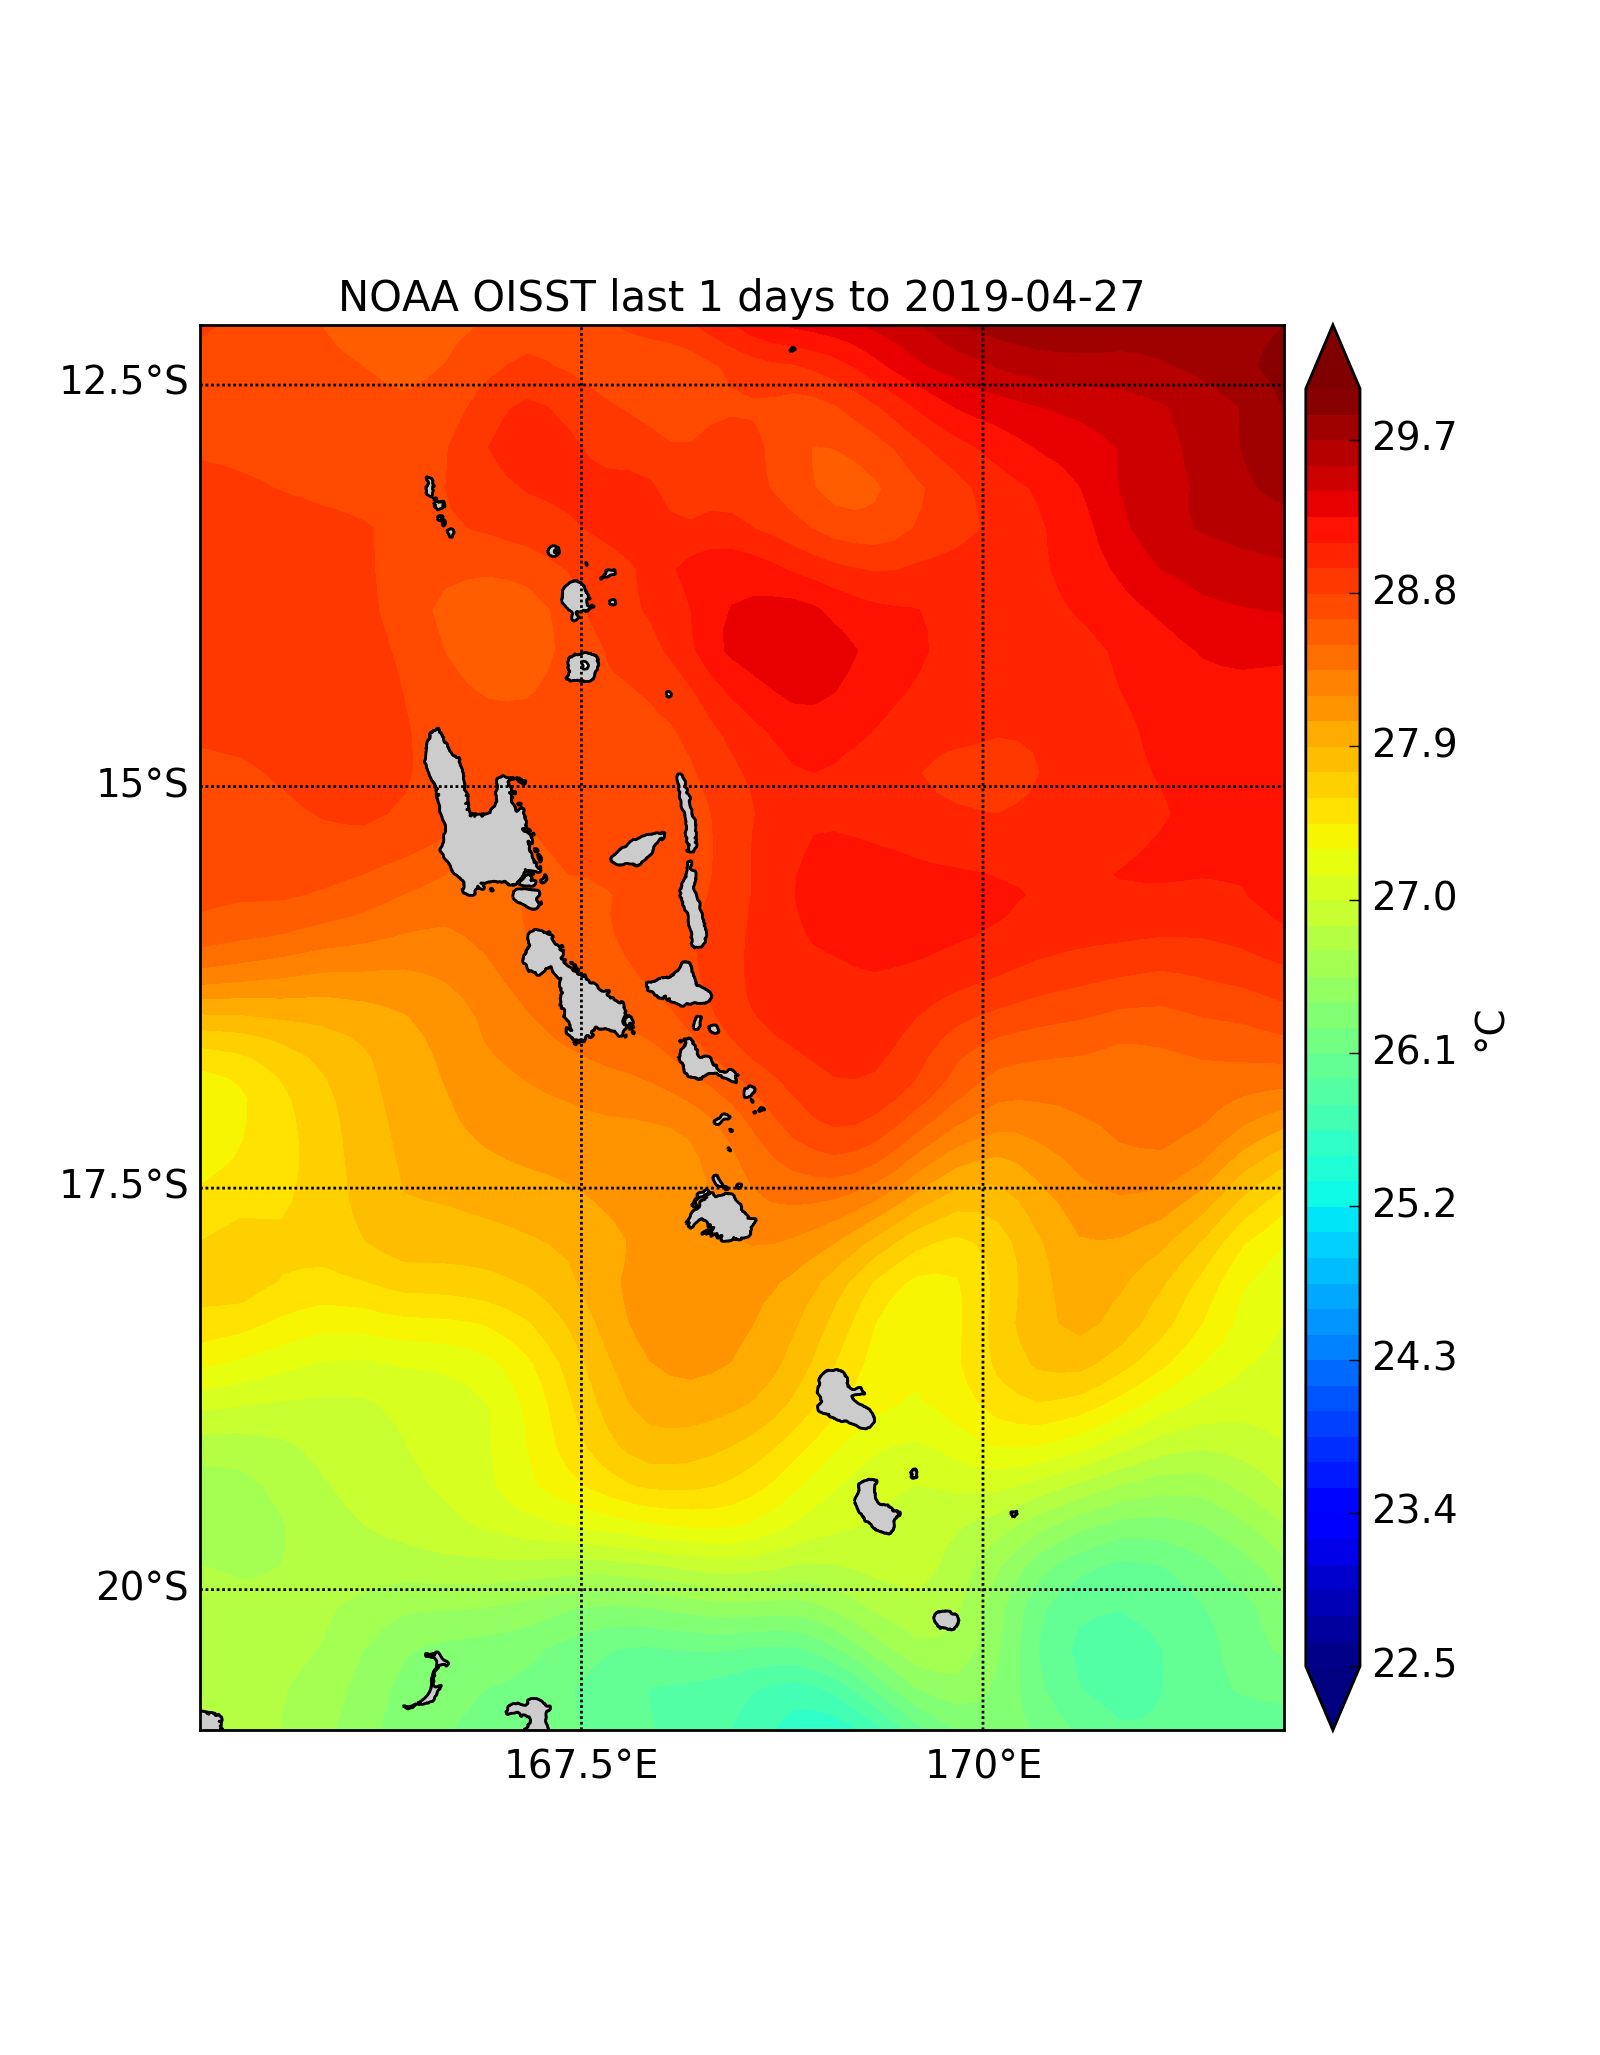 NOAA OISST last 1 days to 2019-04-27
12.5°S
15°S
17.5°S
20°S
167.5°E
170°E
29.7
28.8
27.9
27.0
26.1
25.2
24.3
23.4
22.5
°C